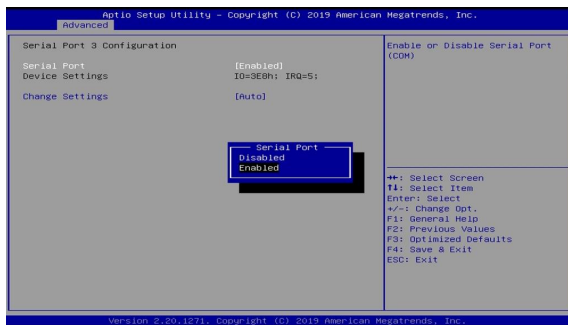 Aptio Setup Utility - Copyright (C) 2019 American Megatrends, Inc.
Advanced
Serial Port 3 Configuration
Serial Port [Enabled]
Device Settings IO=3E8h; IRQ=5;
Change Settings [Auto]
Serial Port
Disabled
Enabled
Enable or Disable Serial Port
(COM)
→←: Select Screen
↑↓: Select Item
Enter: Select
+/-: Change Opt.
F1: General Help
F2: Previous Values
F3: Optimized Defaults
F4: Save & Exit
ESC: Exit
Version 2.20.1271. Copyright (C) 2019 American Megatrends, Inc.